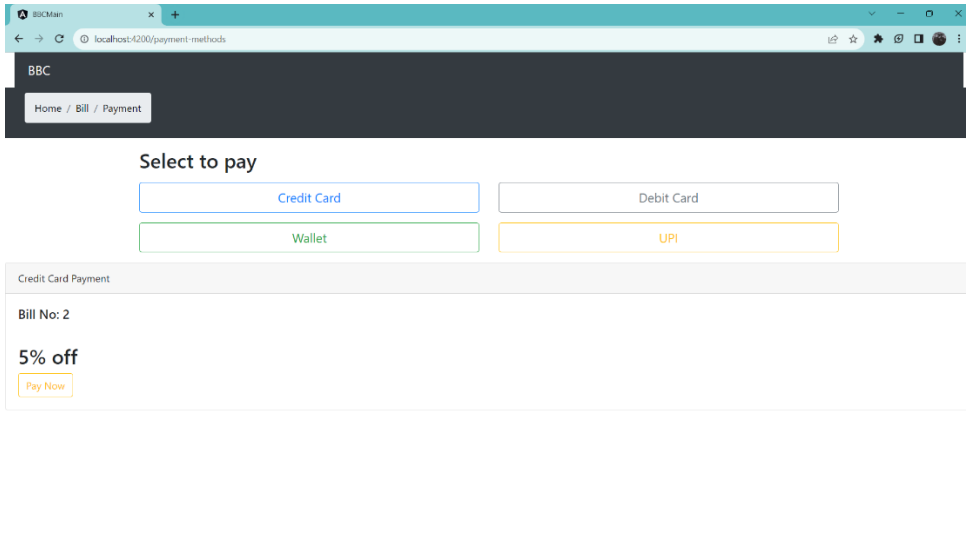 BBCMain
localhost:4200/payment-methods
BBC
Home / Bill / Payment
Select to pay
Credit Card
Debit Card
Wallet
UPI
Credit Card Payment
Bill No: 2
5% off
Pay Now